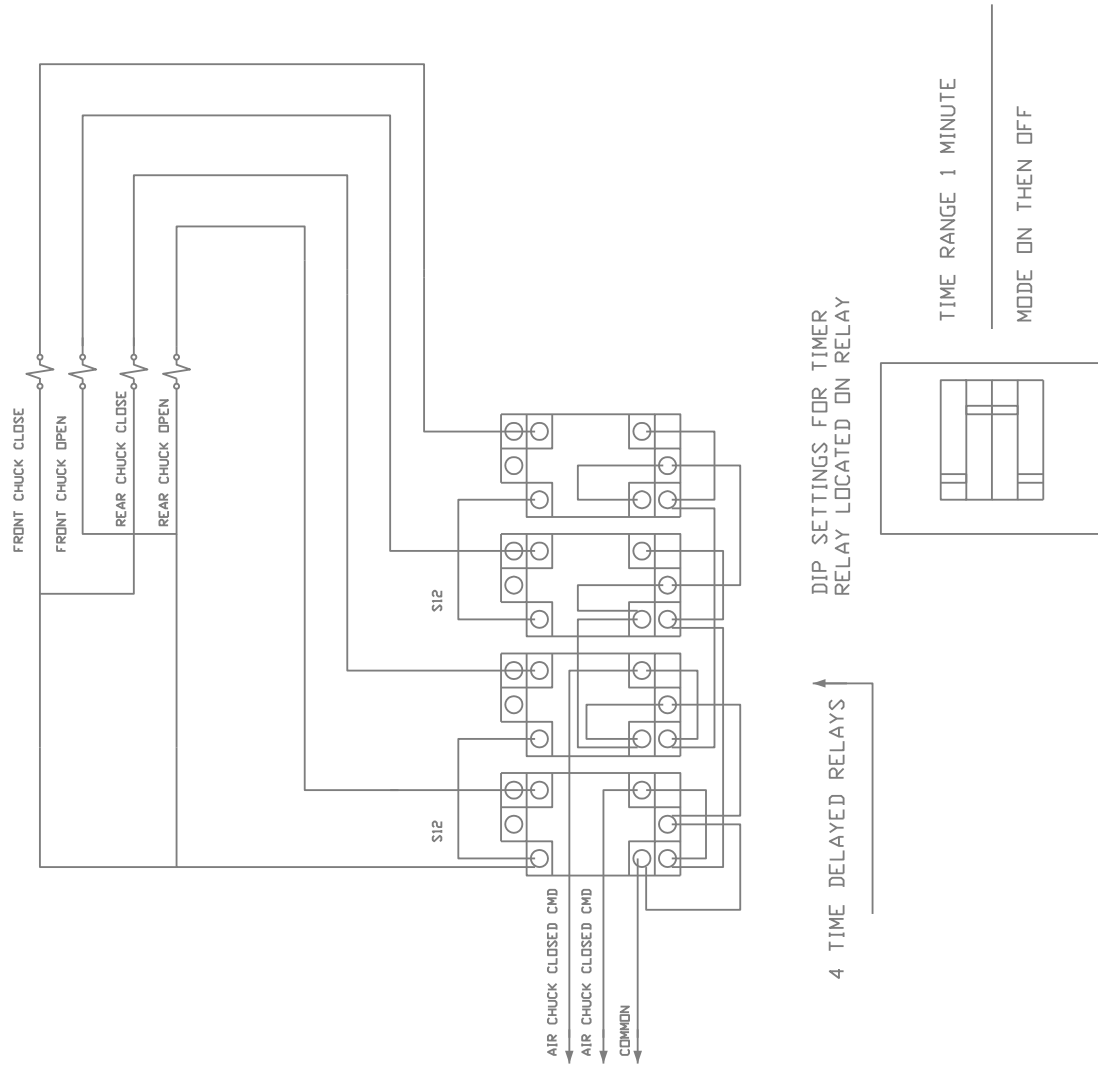 FRONT CHUCK CLOSE
FRONT CHUCK OPEN
REAR CHUCK CLOSE
REAR CHUCK OPEN
S12
S12
AIR CHUCK CLOSED CMD
AIR CHUCK CLOSED CMD
COMMON
DIP SETTINGS FOR TIMER
RELAY LOCATED ON RELAY
4 TIME DELAYED RELAYS
TIME RANGE 1 MINUTE
MODE ON THEN OFF